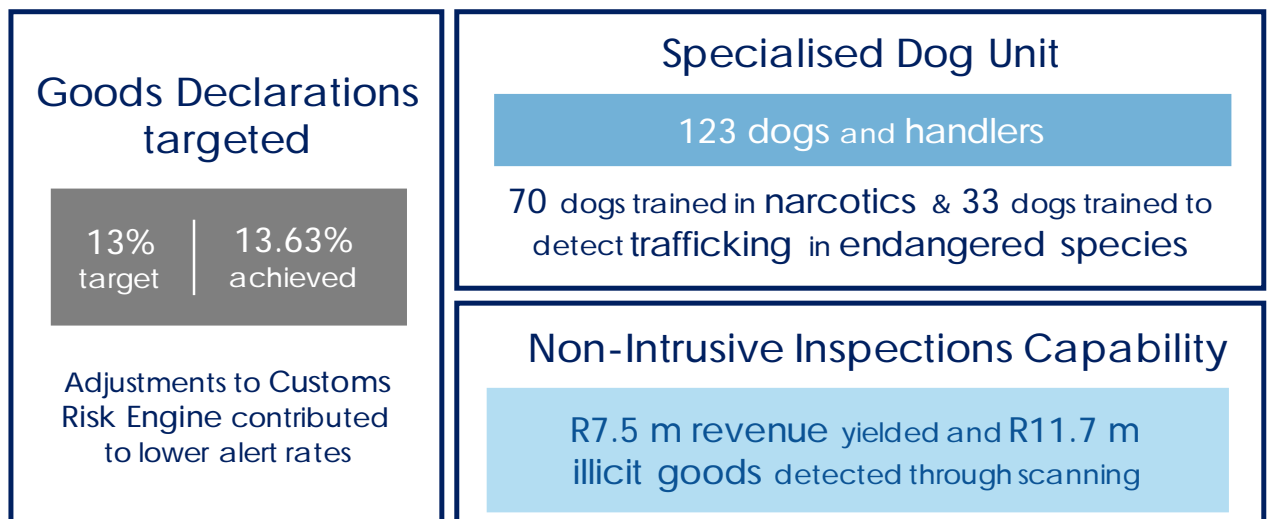 Goods Declarations
targeted
13%
target
13.63%
achieved
Adjustments to Customs
Risk Engine contributed
to lower alert rates
Specialised Dog Unit
123 dogs and handlers
70 dogs trained in narcotics & 33 dogs trained to
detect trafficking in endangered species
Non-Intrusive Inspections Capability
R7.5 m revenue yielded and R11.7 m
illicit goods detected through scanning